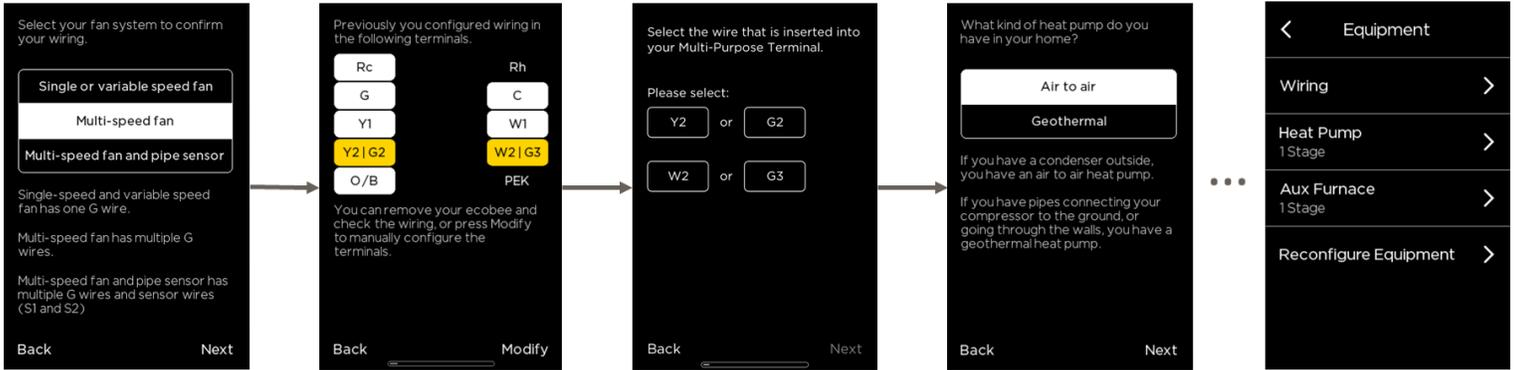 Select your fan system to confirm
your wiring.
Single or variable speed fan
Multi-speed fan
Multi-speed fan and pipe sensor
Single-speed and variable speed
fan has one G wire.
Multi-speed fan has multiple G
wires.
Multi-speed fan and pipe sensor has
multiple G wires and sensor wires
(S1 and S2)
Back Next
Previously you configured wiring in
the following terminals.
Rc Rh
G C
Y1 W1
Y2 | G2 W2 | G3
O/B PEK
You can remove your ecobee and
check the wiring, or press Modify
to manually configure the
terminals.
Back Modify
Select the wire that is inserted into
your Multi-Purpose Terminal.
Please select:
Y2 or G2
W2 or G3
Back Next
What kind of heat pump do you
have in your home?
Air to air
Geothermal
If you have a condenser outside,
you have an air to air heat pump.
If you have pipes connecting your
compressor to the ground, or
going through the walls, you have a
geothermal heat pump.
Back Next
Equipment
Wiring
Heat Pump
1 Stage
Aux Furnace
1 Stage
Reconfigure Equipment